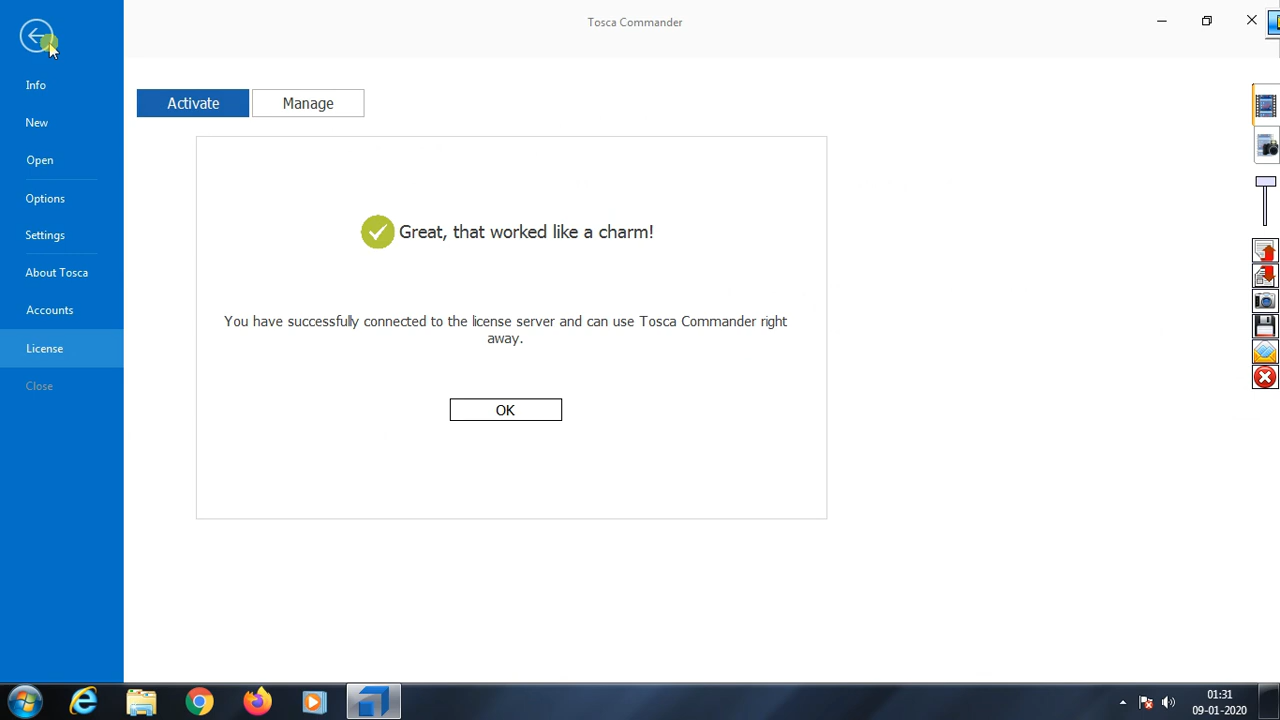 Tosca Commander
Info
New
Open
Options
Settings
About Tosca
Accounts
License
Close
Activate
Manage
Great, that worked like a charm!
You have successfully connected to the license server and can use Tosca Commander right
away.
OK
01:31
09-01-2020